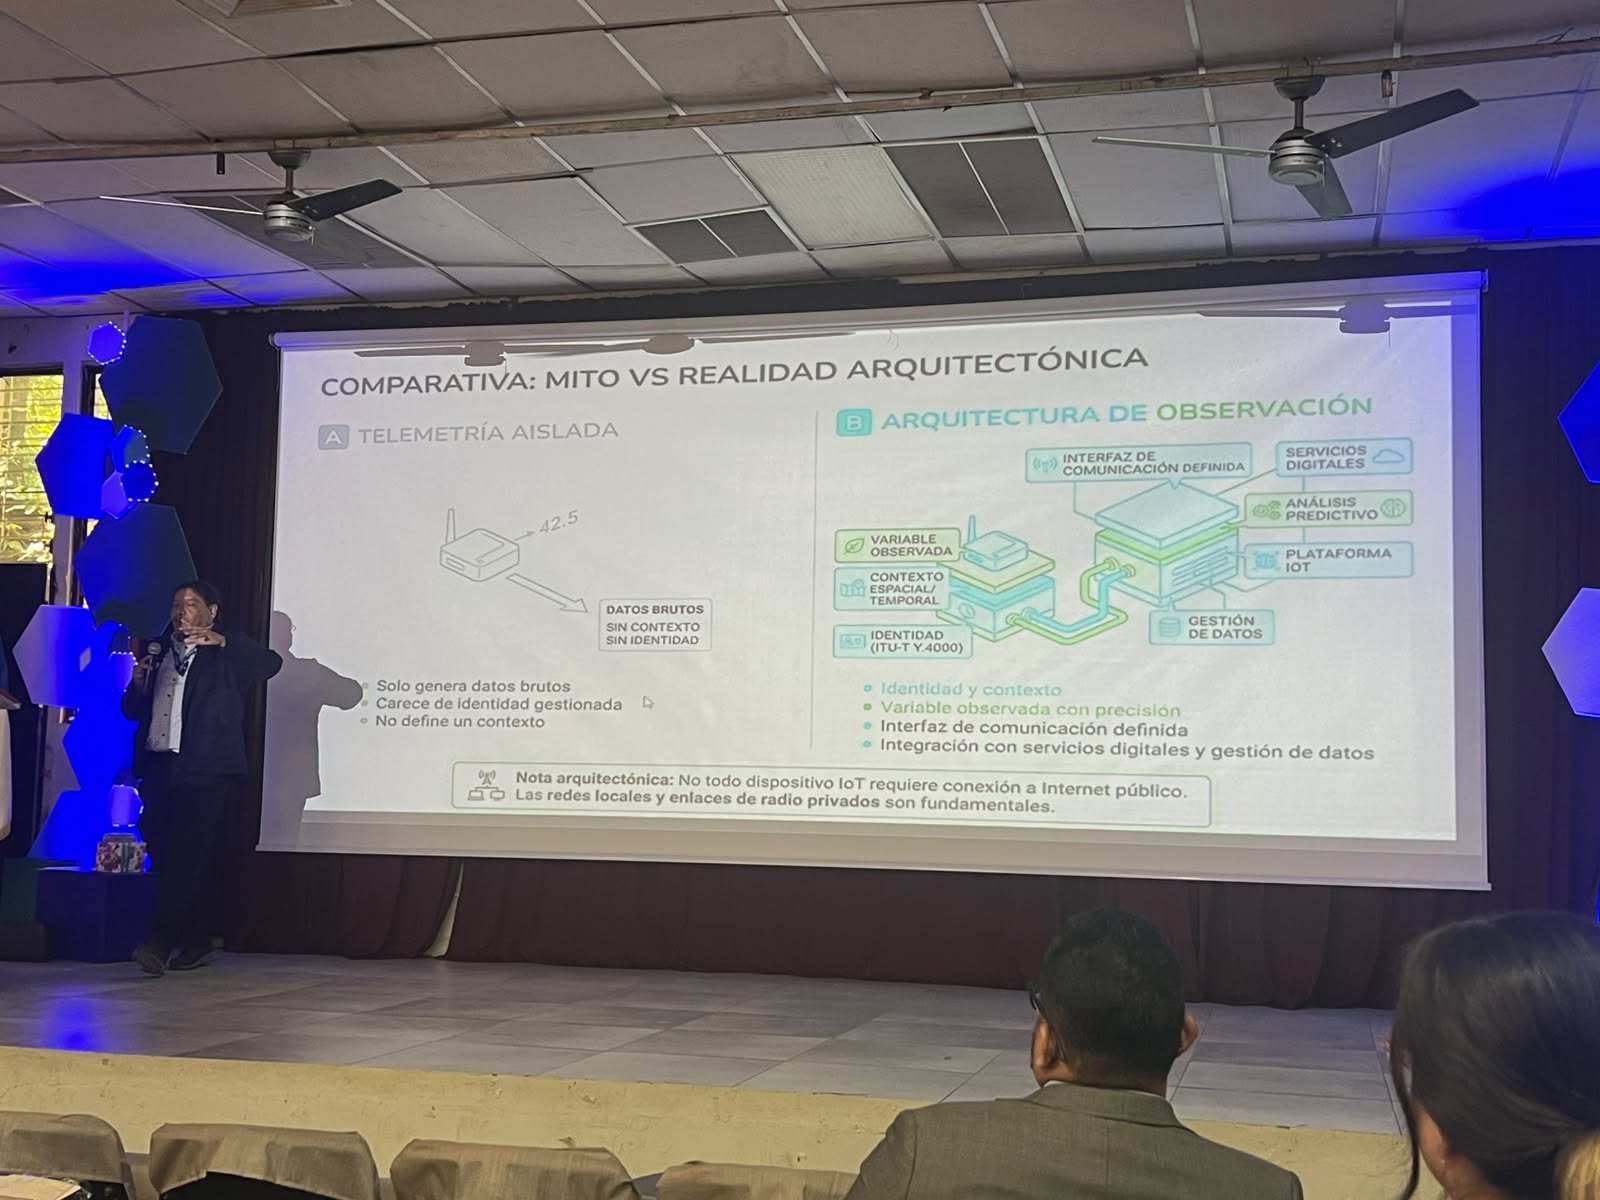 COMPARATIVA: MITO VS REALIDAD ARQUITECTÓNICA
A TELEMETRÍA AISLADA
42.5
DATOS BRUTOS
SIN CONTEXTO
SIN IDENTIDAD
Solo genera datos brutos
Carece de identidad gestionada
No define un contexto
B ARQUITECTURA DE OBSERVACIÓN
INTERFAZ DE
COMUNICACIÓN DEFINIDA
SERVICIOS
DIGITALES
ANÁLISIS
PREDICTIVO
PLATAFORMA
IOT
GESTIÓN
DE DATOS
VARIABLE
OBSERVADA
CONTEXTO
ESPACIAL/
TEMPORAL
IDENTIDAD
(ITU-T Y.4000)
Identidad y contexto
Variable observada con precisión
Interfaz de comunicación definida
Integración con servicios digitales y gestión de datos
Nota arquitectónica: No todo dispositivo IoT requiere conexión a Internet público.
Las redes locales y enlaces de radio privados son fundamentales.